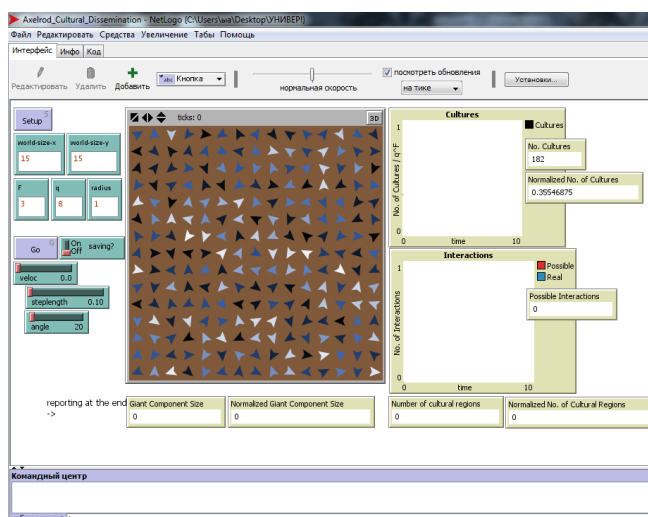 Axelrod_Cultural_Dissemination - NetLogo {C:\Users\ыа\Desktop\УНИВЕР!}
Файл Редактировать Средства Увеличение Табы Помощь
Интерфейс Инфо Код
Редактировать Удалить Добавить
abc Кнопка
нормальная скорость
посмотреть обновления
на тике
Установки...
Setup S
world-size-x
15
world-size-y
15
F
3
q
8
radius
1
Go G
On
Off saving?
veloc 0.0
steplength 0.10
angle 20
ticks: 0
3D
Cultures
1
No. of Cultures / q^F
0
0 time 10
Cultures
No. Cultures
182
Normalized No. of Cultures
0.35546875
Interactions
1
No. of Interactions
0
0 time 10
Possible
Real
Possible Interactions
0
reporting at the end
->
Giant Component Size
0
Normalized Giant Component Size
0
Number of cultural regions
0
Normalized No. of Cultural Regions
0
Командный центр